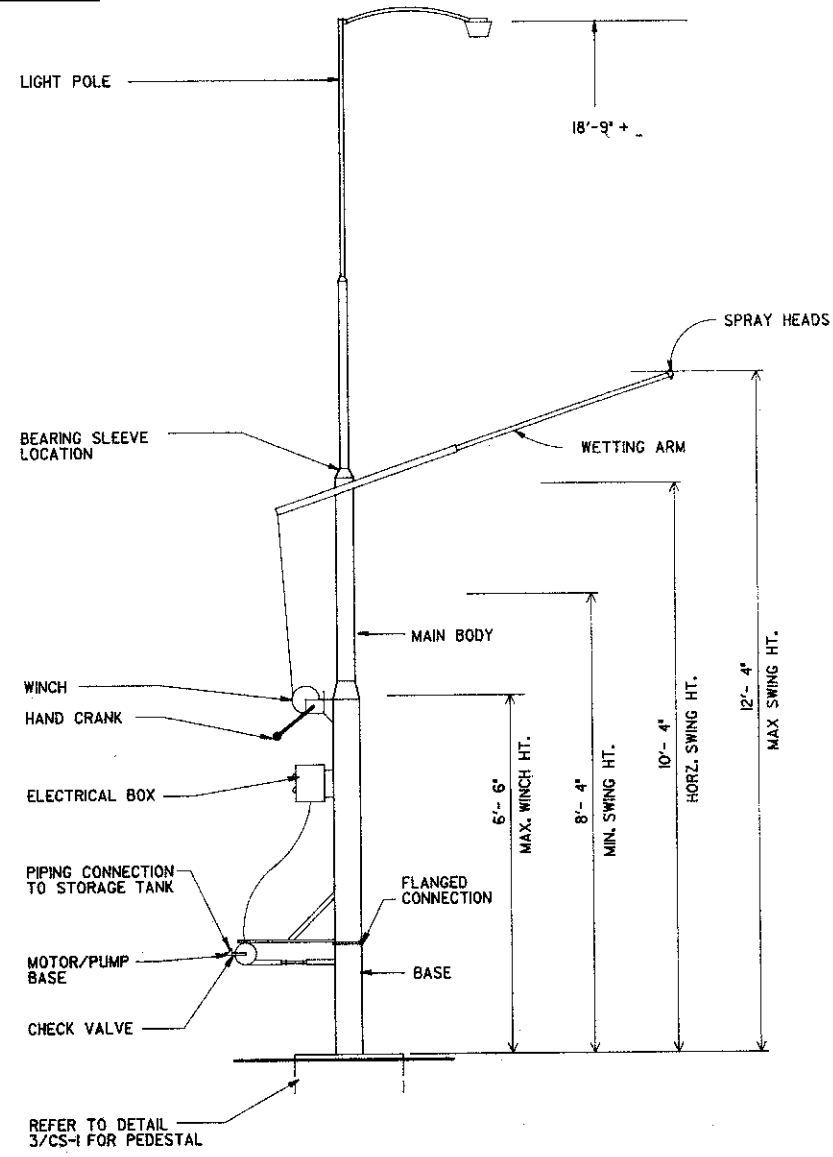 LIGHT POLE
18'-9" +
SPRAY HEADS
BEARING SLEEVE
LOCATION
WETTING ARM
MAIN BODY
WINCH
HAND CRANK
ELECTRICAL BOX
6'- 6"
MAX. WINCH HT.
8'- 4"
MIN. SWING HT.
10'- 4"
HORZ. SWING HT.
12'- 4"
MAX SWING HT.
PIPING CONNECTION
TO STORAGE TANK
FLANGED
CONNECTION
MOTOR/PUMP
BASE
BASE
CHECK VALVE
REFER TO DETAIL
3/CS-1 FOR PEDESTAL